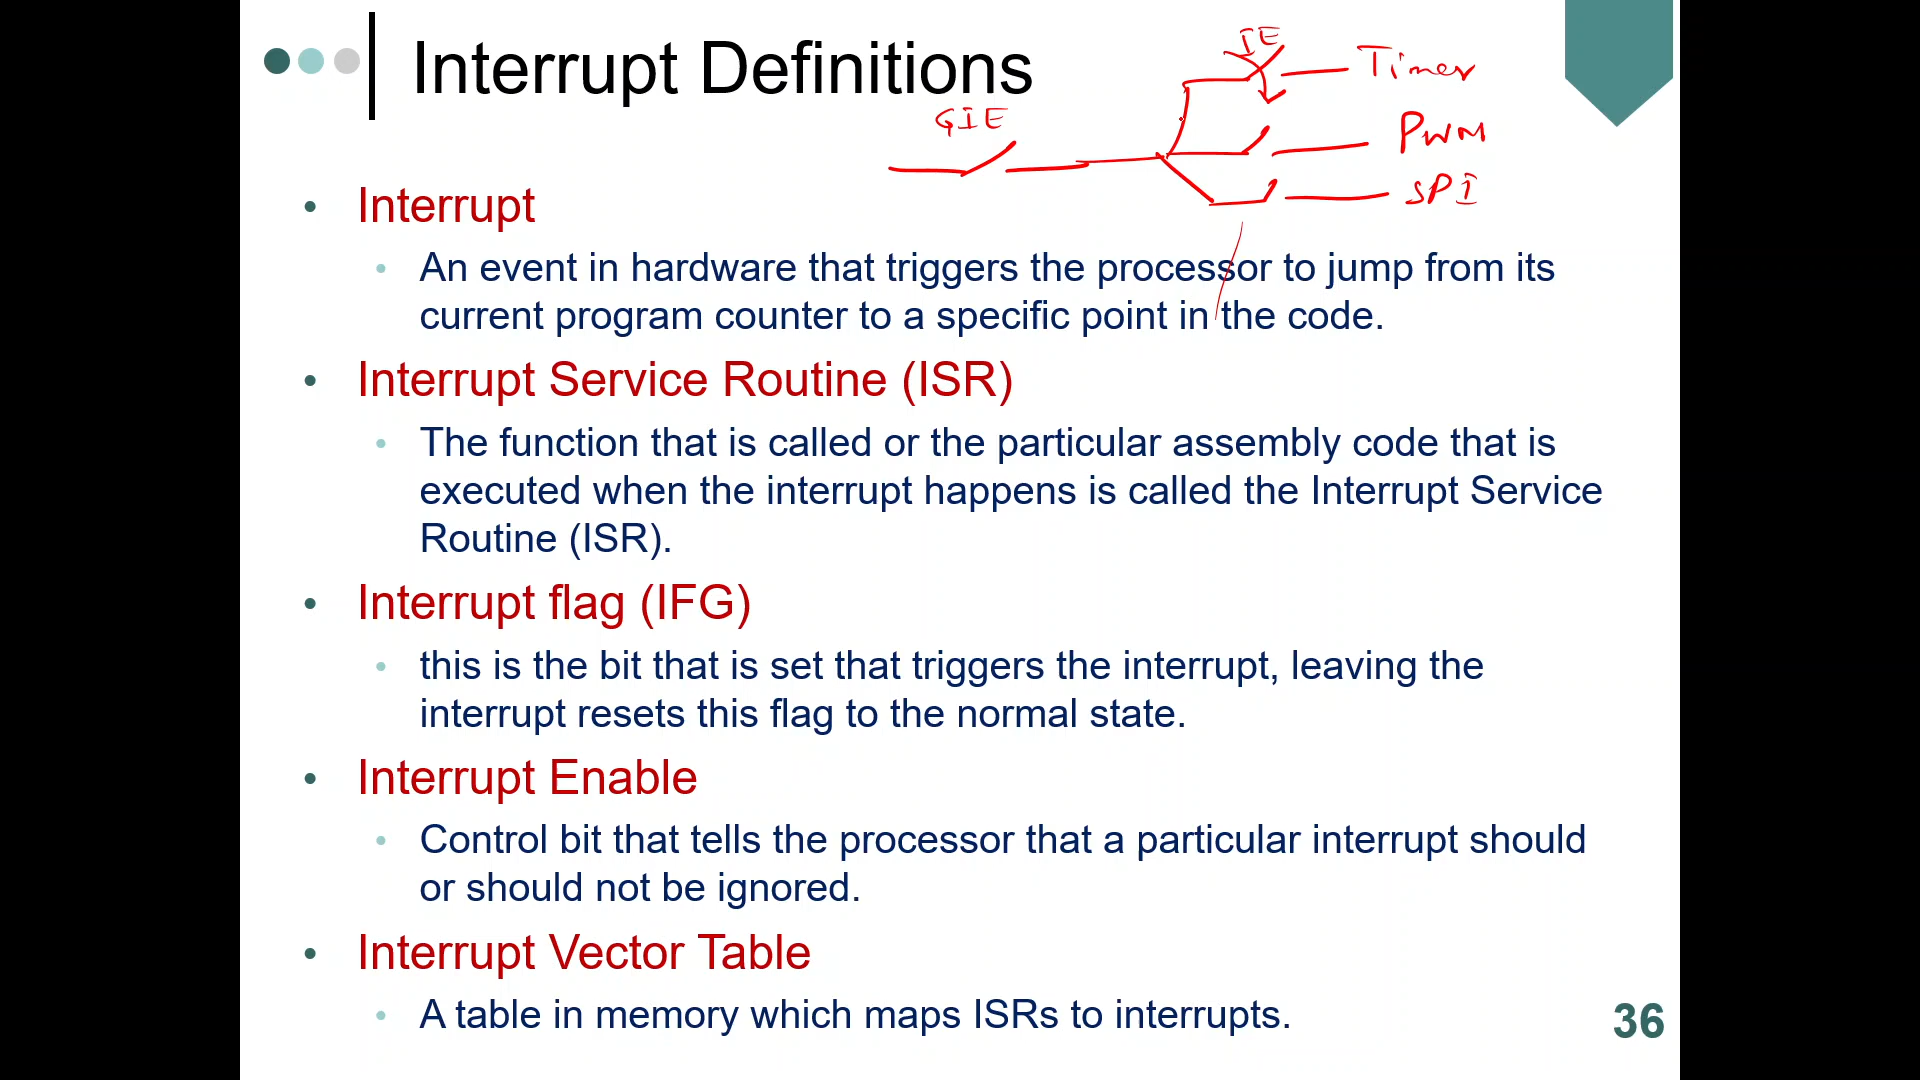 Interrupt Definitions
IE
Timer
GIE
PWM
SPI
• Interrupt
• An event in hardware that triggers the processor to jump from its
current program counter to a specific point in the code.
• Interrupt Service Routine (ISR)
• The function that is called or the particular assembly code that is
executed when the interrupt happens is called the Interrupt Service
Routine (ISR).
• Interrupt flag (IFG)
• this is the bit that is set that triggers the interrupt, leaving the
interrupt resets this flag to the normal state.
• Interrupt Enable
• Control bit that tells the processor that a particular interrupt should
or should not be ignored.
• Interrupt Vector Table
• A table in memory which maps ISRs to interrupts.
36